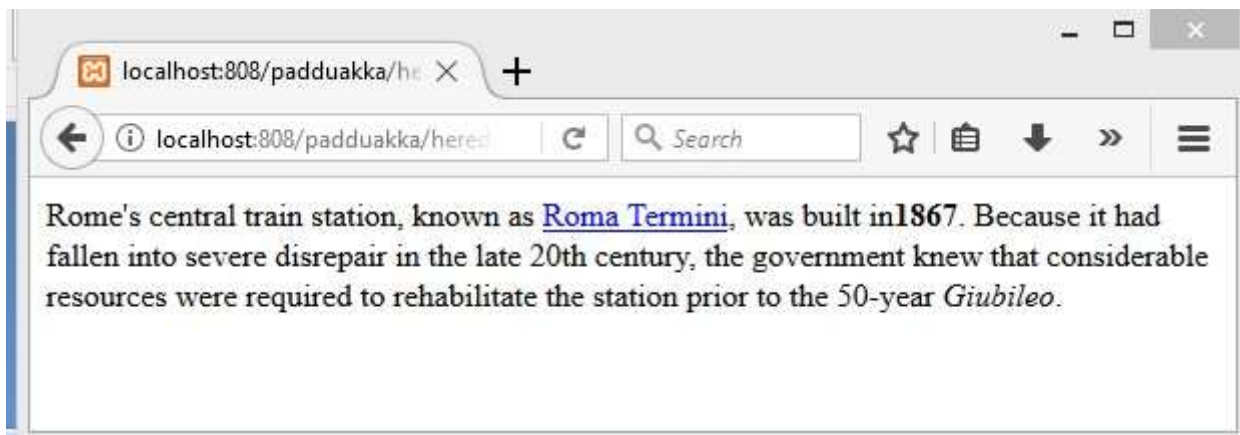 localhost:808/padduakka/he
localhost:808/padduakka/hered
Search
Rome's central train station, known as Roma Termini, was built in1867. Because it had
fallen into severe disrepair in the late 20th century, the government knew that considerable
resources were required to rehabilitate the station prior to the 50-year Giubileo.